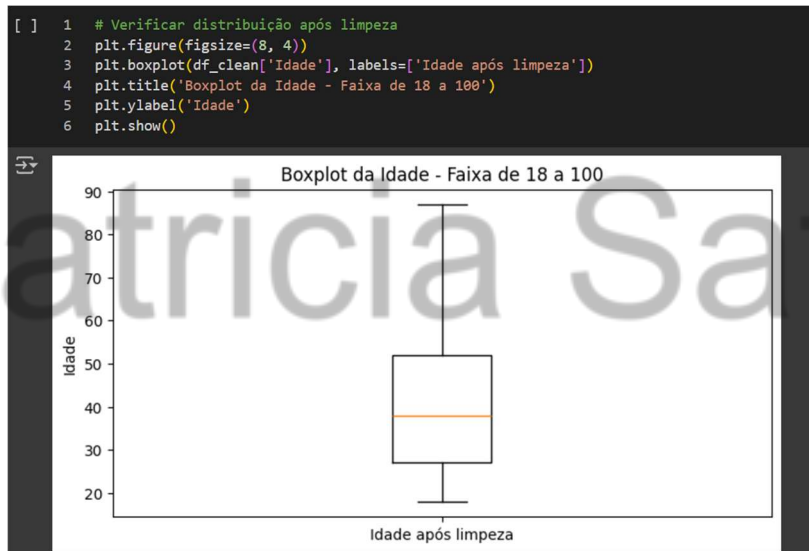 [ ] 1 # Verificar distribuição após limpeza
2 plt.figure(figsize=(8, 4))
3 plt.boxplot(df_clean['Idade'], labels=['Idade após limpeza'])
4 plt.title('Boxplot da Idade - Faixa de 18 a 100')
5 plt.ylabel('Idade')
6 plt.show()
Boxplot da Idade - Faixa de 18 a 100
90
80
atricia Sa
70
60
Idade
50
40
30
20
Idade após limpeza